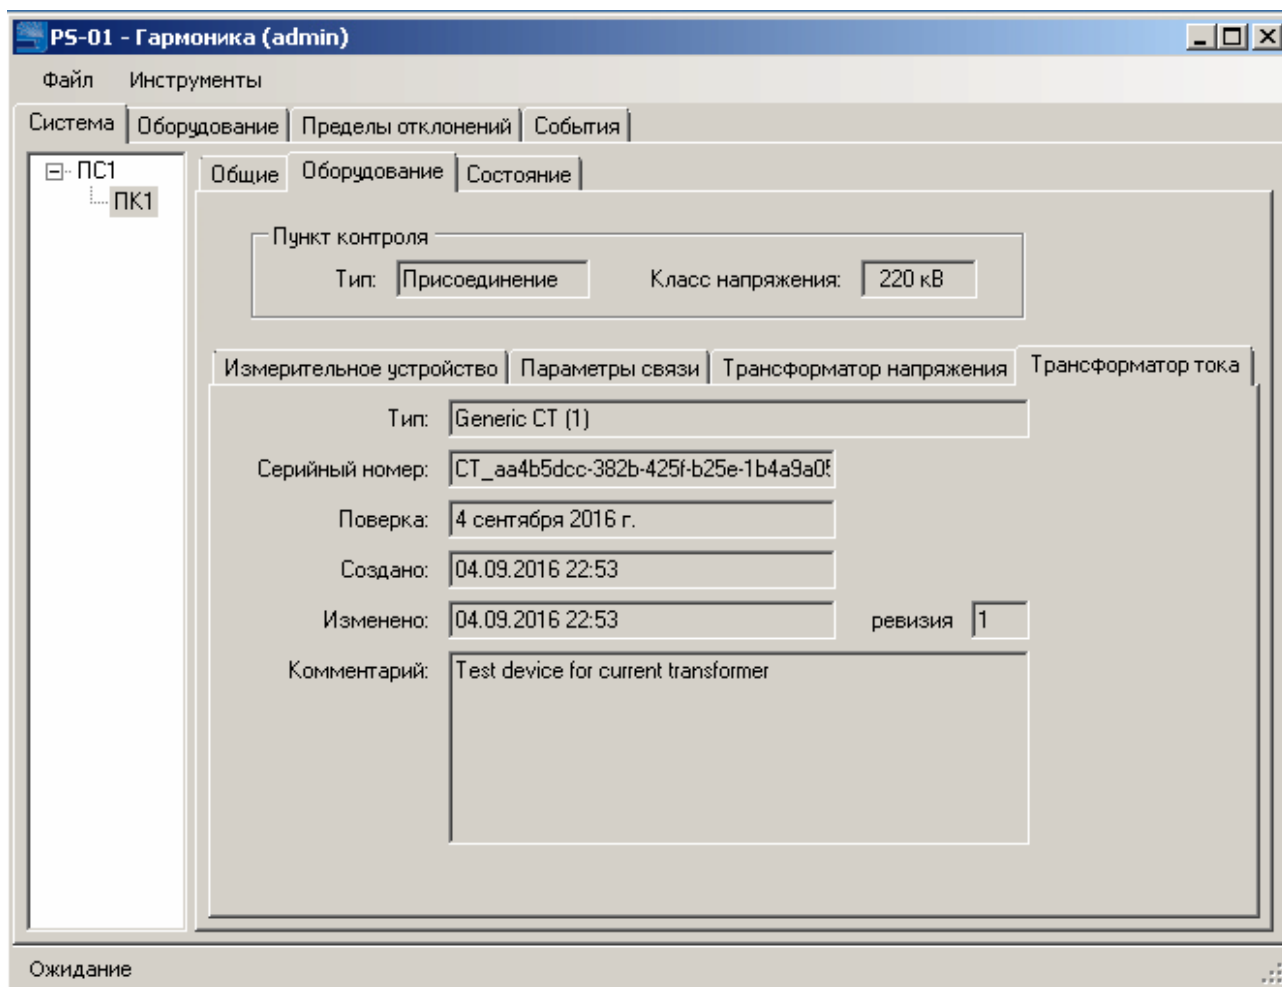 PS-01 - Гармоника (admin)
Файл Инструменты
Система Оборудование Пределы отклонений События
ПС1
ПК1
Общие Оборудование Состояние
Пункт контроля
Тип: Присоединение Класс напряжения: 220 кВ
Измерительное устройство Параметры связи Трансформатор напряжения Трансформатор тока
Тип: Generic CT (1)
Серийный номер: CT_aa4b5dcc-382b-425f-b25e-1b4a9a05
Поверка: 4 сентября 2016 г.
Создано: 04.09.2016 22:53
Изменено: 04.09.2016 22:53 ревизия 1
Комментарий: Test device for current transformer
Ожидание